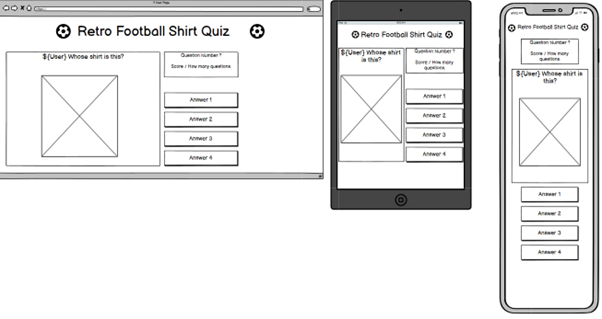 Retro Football Shirt Quiz
${User} Whose shirt is this?
Question Number ?
Score / How many
questions
Answer 1
Answer 2
Answer 3
Answer 4
Retro Football Shirt Quiz
${User} Whose shirt
is this?
Question Number ?
Score / How many
questions
Answer 1
Answer 2
Answer 3
Answer 4
Retro Football Shirt Quiz
Question Number ?
Score / How many
questions
${User} Whose shirt is
this?
Answer 1
Answer 2
Answer 3
Answer 4